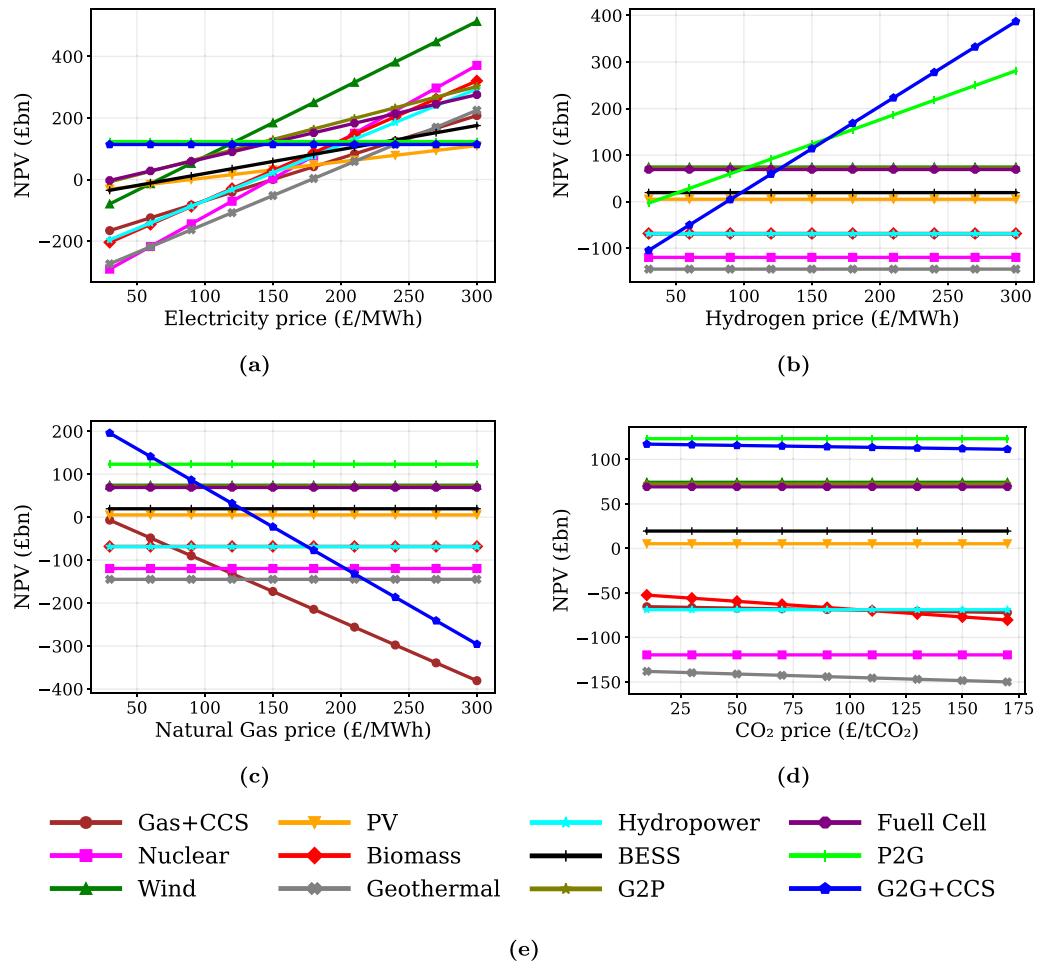 400
200
0
−200
NPV (£bn)
50 100 150 200 250 300
Electricity price (£/MWh)
(a)
400
300
200
100
0
−100
NPV (£bn)
50 100 150 200 250 300
Hydrogen price (£/MWh)
(b)
200
100
0
−100
−200
−300
−400
NPV (£bn)
50 100 150 200 250 300
Natural Gas price (£/MWh)
(c)
100
50
0
−50
−100
−150
NPV (£bn)
25 50 75 100 125 150 175
CO₂ price (£/tCO₂)
(d)
Gas+CCS PV Hydropower Fuell Cell
Nuclear Biomass BESS P2G
Wind Geothermal G2P G2G+CCS
(e)